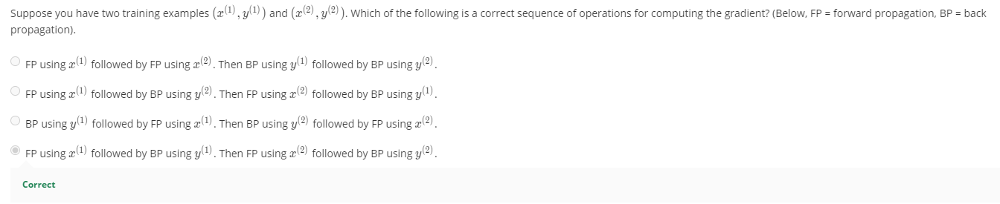 Suppose you have two training examples (x^(1), y^(1)) and (x^(2), y^(2)). Which of the following is a correct sequence of operations for computing the gradient? (Below, FP = forward propagation, BP = back
propagation).
FP using x^(1) followed by FP using x^(2). Then BP using y^(1) followed by BP using y^(2).
FP using x^(1) followed by BP using y^(2). Then FP using x^(2) followed by BP using y^(1).
BP using y^(1) followed by FP using x^(1). Then BP using y^(2) followed by FP using x^(2).
FP using x^(1) followed by BP using y^(1). Then FP using x^(2) followed by BP using y^(2).
Correct